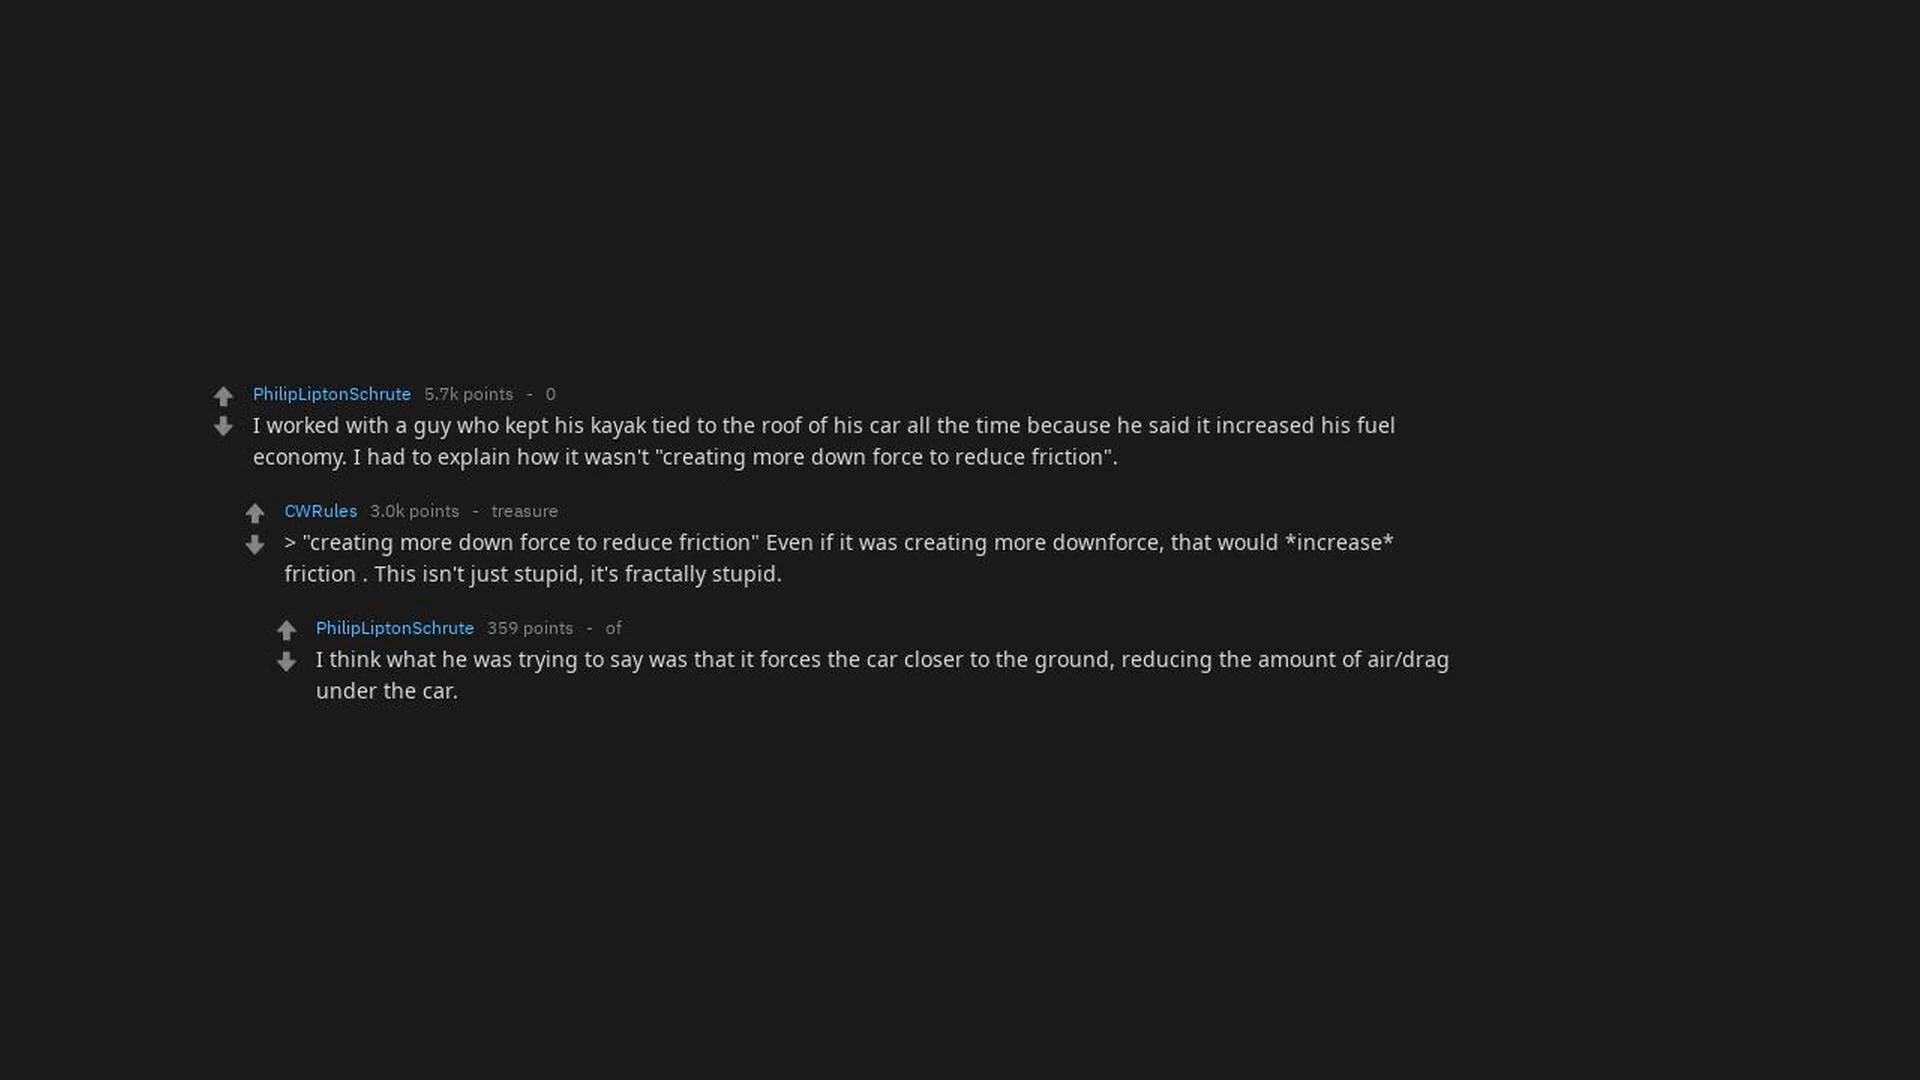 PhilipLiptonSchrute 5.7k points - 0
I worked with a guy who kept his kayak tied to the roof of his car all the time because he said it increased his fuel
economy. I had to explain how it wasn't "creating more down force to reduce friction".
CWRules 3.0k points - treasure
> "creating more down force to reduce friction" Even if it was creating more downforce, that would *increase*
friction . This isn't just stupid, it's fractally stupid.
PhilipLiptonSchrute 359 points - of
I think what he was trying to say was that it forces the car closer to the ground, reducing the amount of air/drag
under the car.